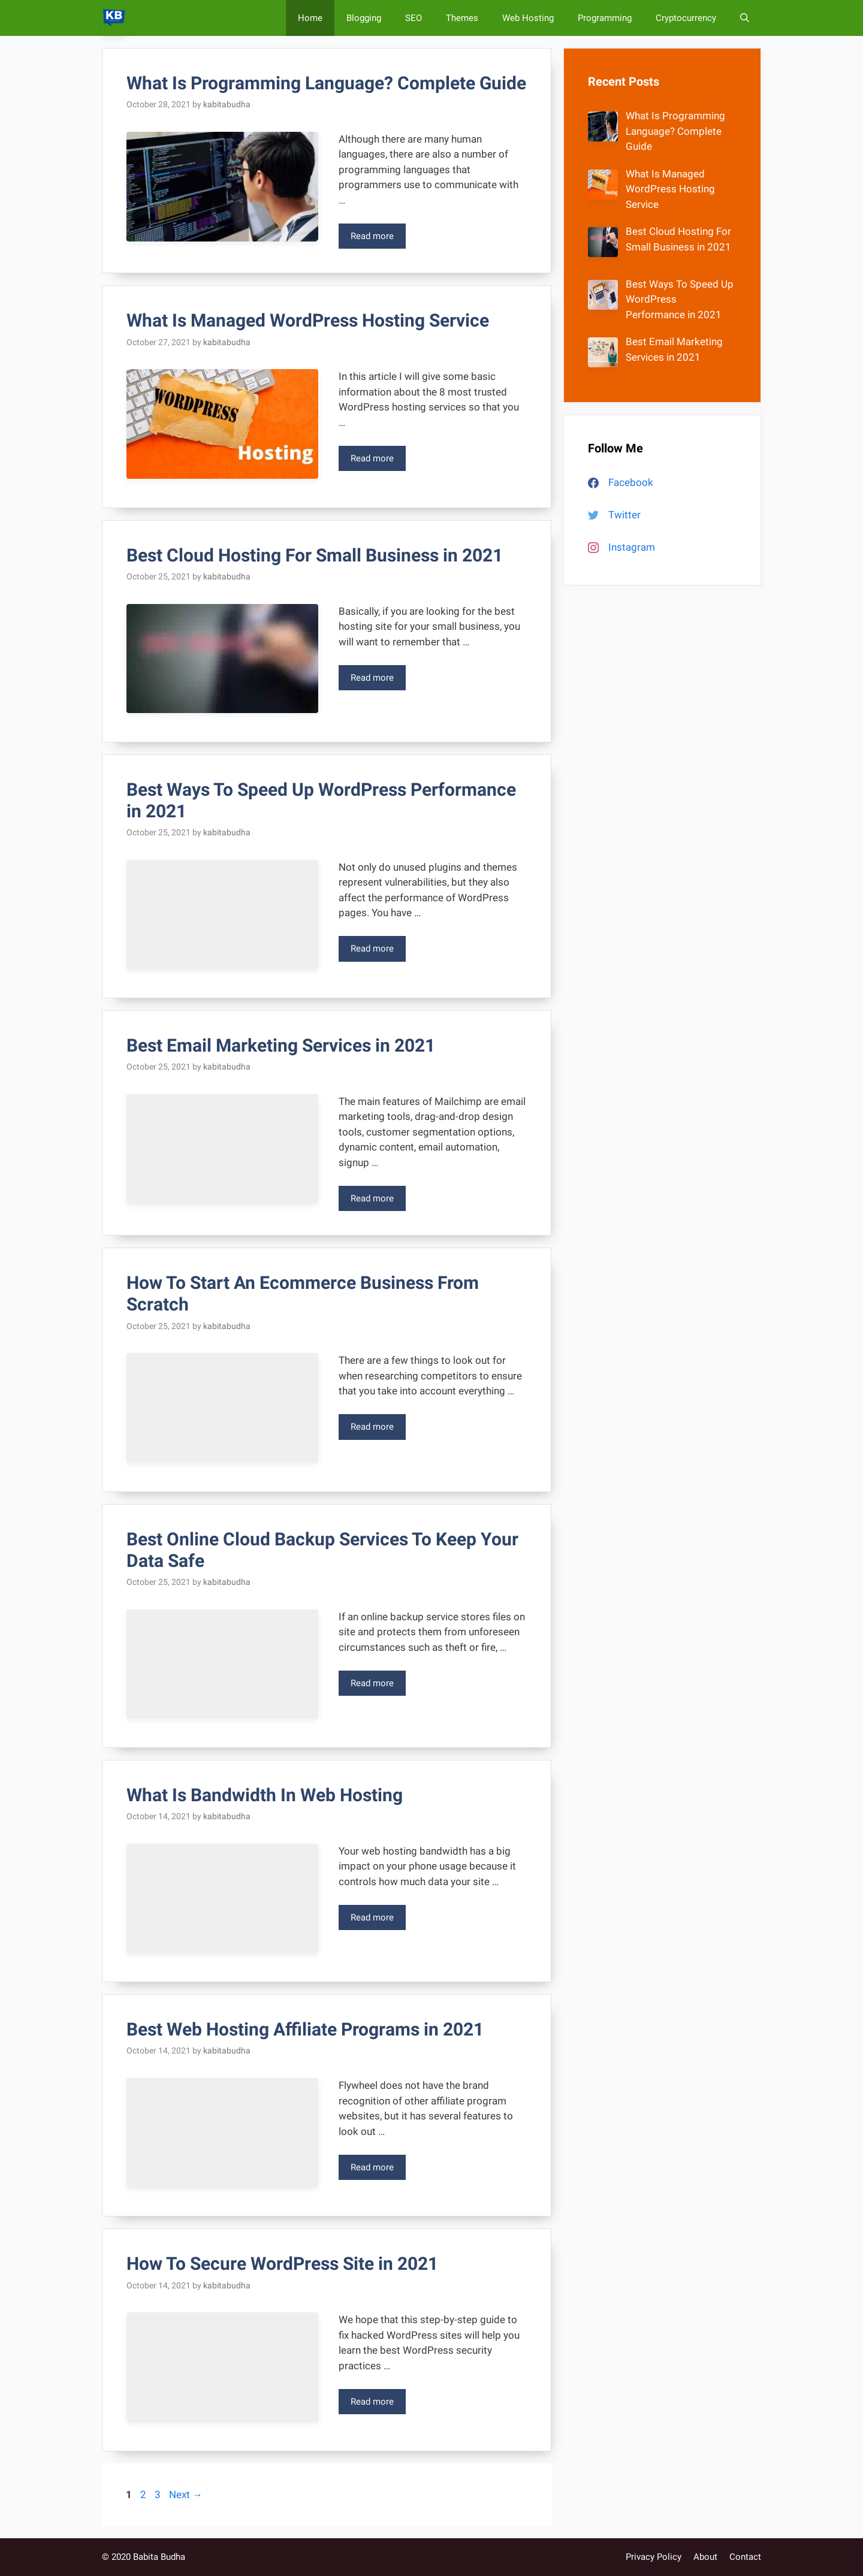 KB
Home
Blogging
SEO
Themes
Web Hosting
Programming
Cryptocurrency
What Is Programming Language? Complete Guide
October 28, 2021 by kabitabudha
Although there are many human
languages, there are also a number of
programming languages that
programmers use to communicate with
…
Read more
What Is Managed WordPress Hosting Service
October 27, 2021 by kabitabudha
WORDPRESS
Hosting
In this article I will give some basic
information about the 8 most trusted
WordPress hosting services so that you
…
Read more
Best Cloud Hosting For Small Business in 2021
October 25, 2021 by kabitabudha
Basically, if you are looking for the best
hosting site for your small business, you
will want to remember that …
Read more
Best Ways To Speed Up WordPress Performance
in 2021
October 25, 2021 by kabitabudha
Not only do unused plugins and themes
represent vulnerabilities, but they also
affect the performance of WordPress
pages. You have …
Read more
Best Email Marketing Services in 2021
October 25, 2021 by kabitabudha
The main features of Mailchimp are email
marketing tools, drag-and-drop design
tools, customer segmentation options,
dynamic content, email automation,
signup …
Read more
How To Start An Ecommerce Business From
Scratch
October 25, 2021 by kabitabudha
There are a few things to look out for
when researching competitors to ensure
that you take into account everything …
Read more
Best Online Cloud Backup Services To Keep Your
Data Safe
October 25, 2021 by kabitabudha
If an online backup service stores files on
site and protects them from unforeseen
circumstances such as theft or fire, …
Read more
What Is Bandwidth In Web Hosting
October 14, 2021 by kabitabudha
Your web hosting bandwidth has a big
impact on your phone usage because it
controls how much data your site …
Read more
Best Web Hosting Affiliate Programs in 2021
October 14, 2021 by kabitabudha
Flywheel does not have the brand
recognition of other affiliate program
websites, but it has several features to
look out …
Read more
How To Secure WordPress Site in 2021
October 14, 2021 by kabitabudha
We hope that this step-by-step guide to
fix hacked WordPress sites will help you
learn the best WordPress security
practices …
Read more
1 2 3 Next →
Recent Posts
What Is Programming
Language? Complete
Guide
What Is Managed
WordPress Hosting
Service
Best Cloud Hosting For
Small Business in 2021
Best Ways To Speed Up
WordPress
Performance in 2021
Best Email Marketing
Services in 2021
Follow Me
Facebook
Twitter
Instagram
© 2020 Babita Budha
Privacy Policy
About
Contact